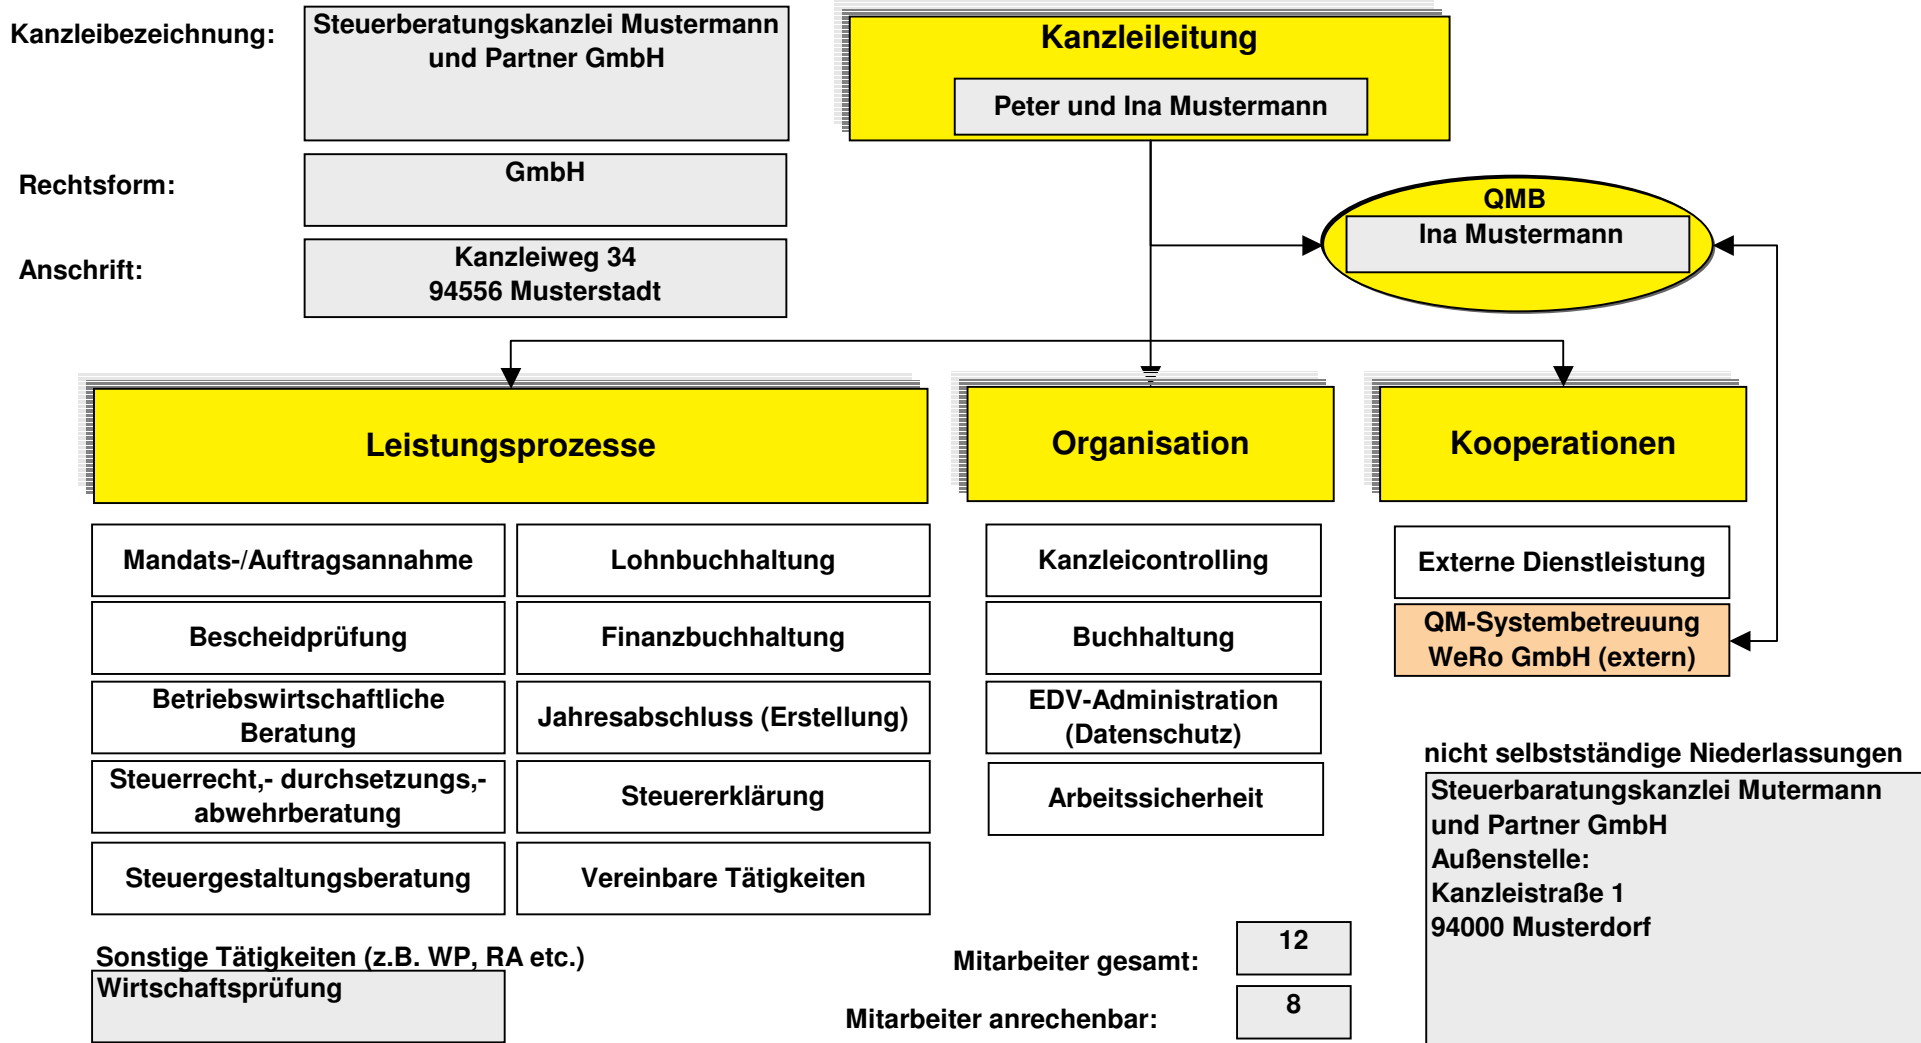 Kanzleibezeichnung:
Steuerberatungskanzlei Mustermann
und Partner GmbH
Rechtsform:
GmbH
Anschrift:
Kanzleiweg 34
94556 Musterstadt
Kanzleileitung
Peter und Ina Mustermann
QMB
Ina Mustermann
Leistungsprozesse
Mandats-/Auftragsannahme
Lohnbuchhaltung
Bescheidprüfung
Finanzbuchhaltung
Betriebswirtschaftliche
Beratung
Jahresabschluss (Erstellung)
Steuerrecht,- durchsetzungs,-
abwehrberatung
Steuererklärung
Steuergestaltungsberatung
Vereinbare Tätigkeiten
Sonstige Tätigkeiten (z.B. WP, RA etc.)
Wirtschaftsprüfung
Organisation
Kanzleicontrolling
Buchhaltung
EDV-Administration
(Datenschutz)
Arbeitssicherheit
Mitarbeiter gesamt:
12
Mitarbeiter anrechenbar:
8
Kooperationen
Externe Dienstleistung
QM-Systembetreuung
WeRo GmbH (extern)
nicht selbstständige Niederlassungen
Steuerbaratungskanzlei Mutermann
und Partner GmbH
Außenstelle:
Kanzleistraße 1
94000 Musterdorf